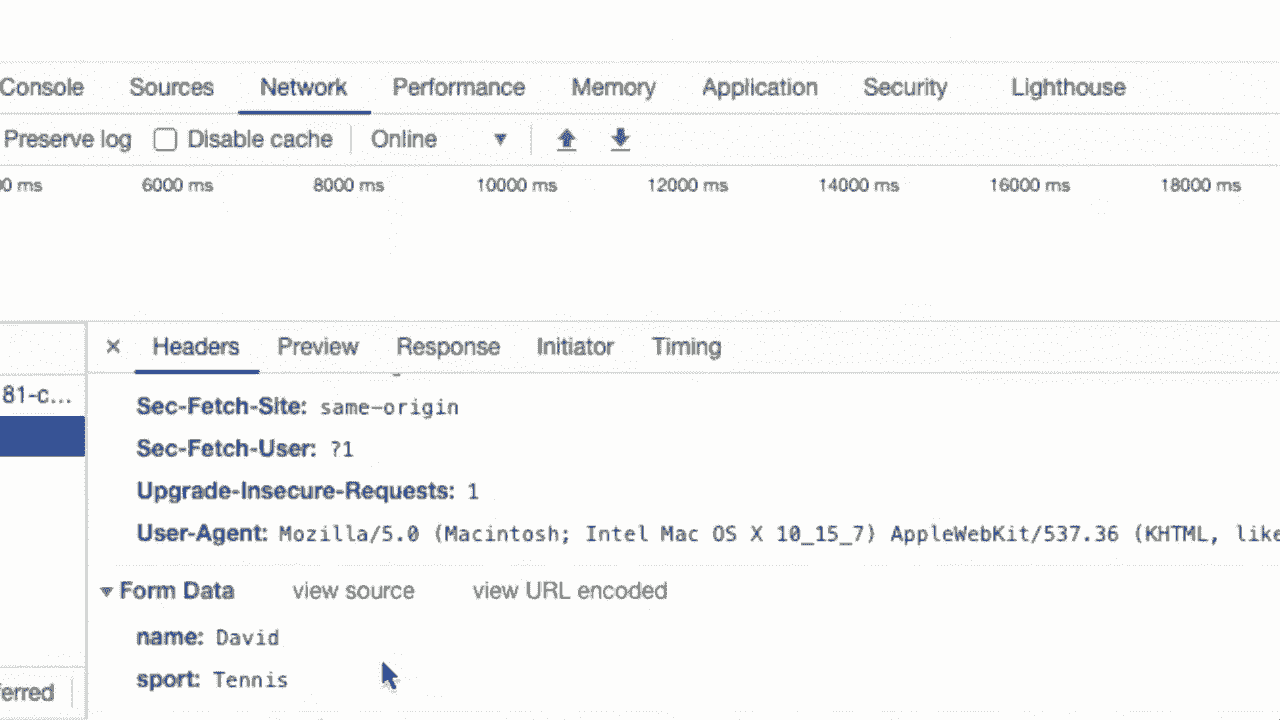 Console Sources Network Performance Memory Application Security Lighthouse
Preserve log Disable cache Online
00 ms 6000 ms 8000 ms 10000 ms 12000 ms 14000 ms 16000 ms 18000 ms
× Headers Preview Response Initiator Timing
81-c...
Sec-Fetch-Site: same-origin
Sec-Fetch-User: ?1
Upgrade-Insecure-Requests: 1
User-Agent: Mozilla/5.0 (Macintosh; Intel Mac OS X 10_15_7) AppleWebKit/537.36 (KHTML, like
Form Data view source view URL encoded
name: David
sport: Tennis
ferred